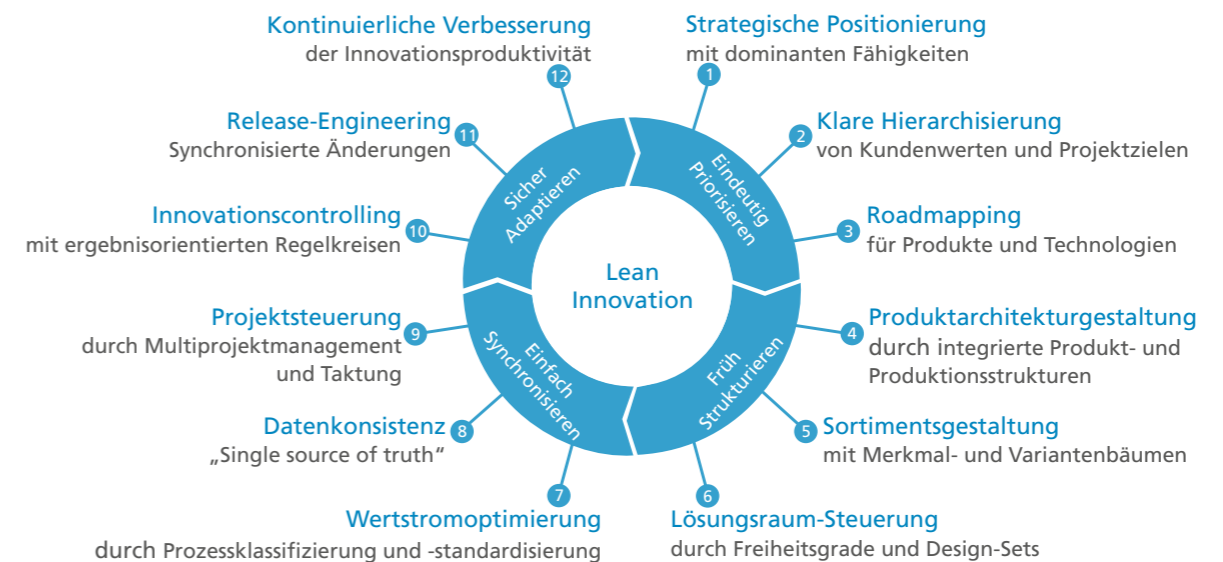 Kontinuierliche Verbesserung
der Innovationsproduktivität
12
Strategische Positionierung
mit dominanten Fähigkeiten
1
Release-Engineering
Synchronisierte Änderungen
11
2
Klare Hierarchisierung
von Kundenwerten und Projektzielen
Innovationscontrolling
mit ergebnisorientierten Regelkreisen
10
3
Roadmapping
für Produkte und Technologien
Sicher
Adaptieren
Eindeutig
Priorisieren
Lean
Innovation
Einfach
Synchronisieren
Früh
Strukturieren
Projektsteuerung
durch Multiprojektmanagement
und Taktung
9
4
Produktarchitekturgestaltung
durch integrierte Produkt- und
Produktionsstrukturen
Datenkonsistenz
„Single source of truth“
8
5
Sortimentsgestaltung
mit Merkmal- und Variantenbäumen
7
Wertstromoptimierung
durch Prozessklassifizierung und -standardisierung
6
Lösungsraum-Steuerung
durch Freiheitsgrade und Design-Sets